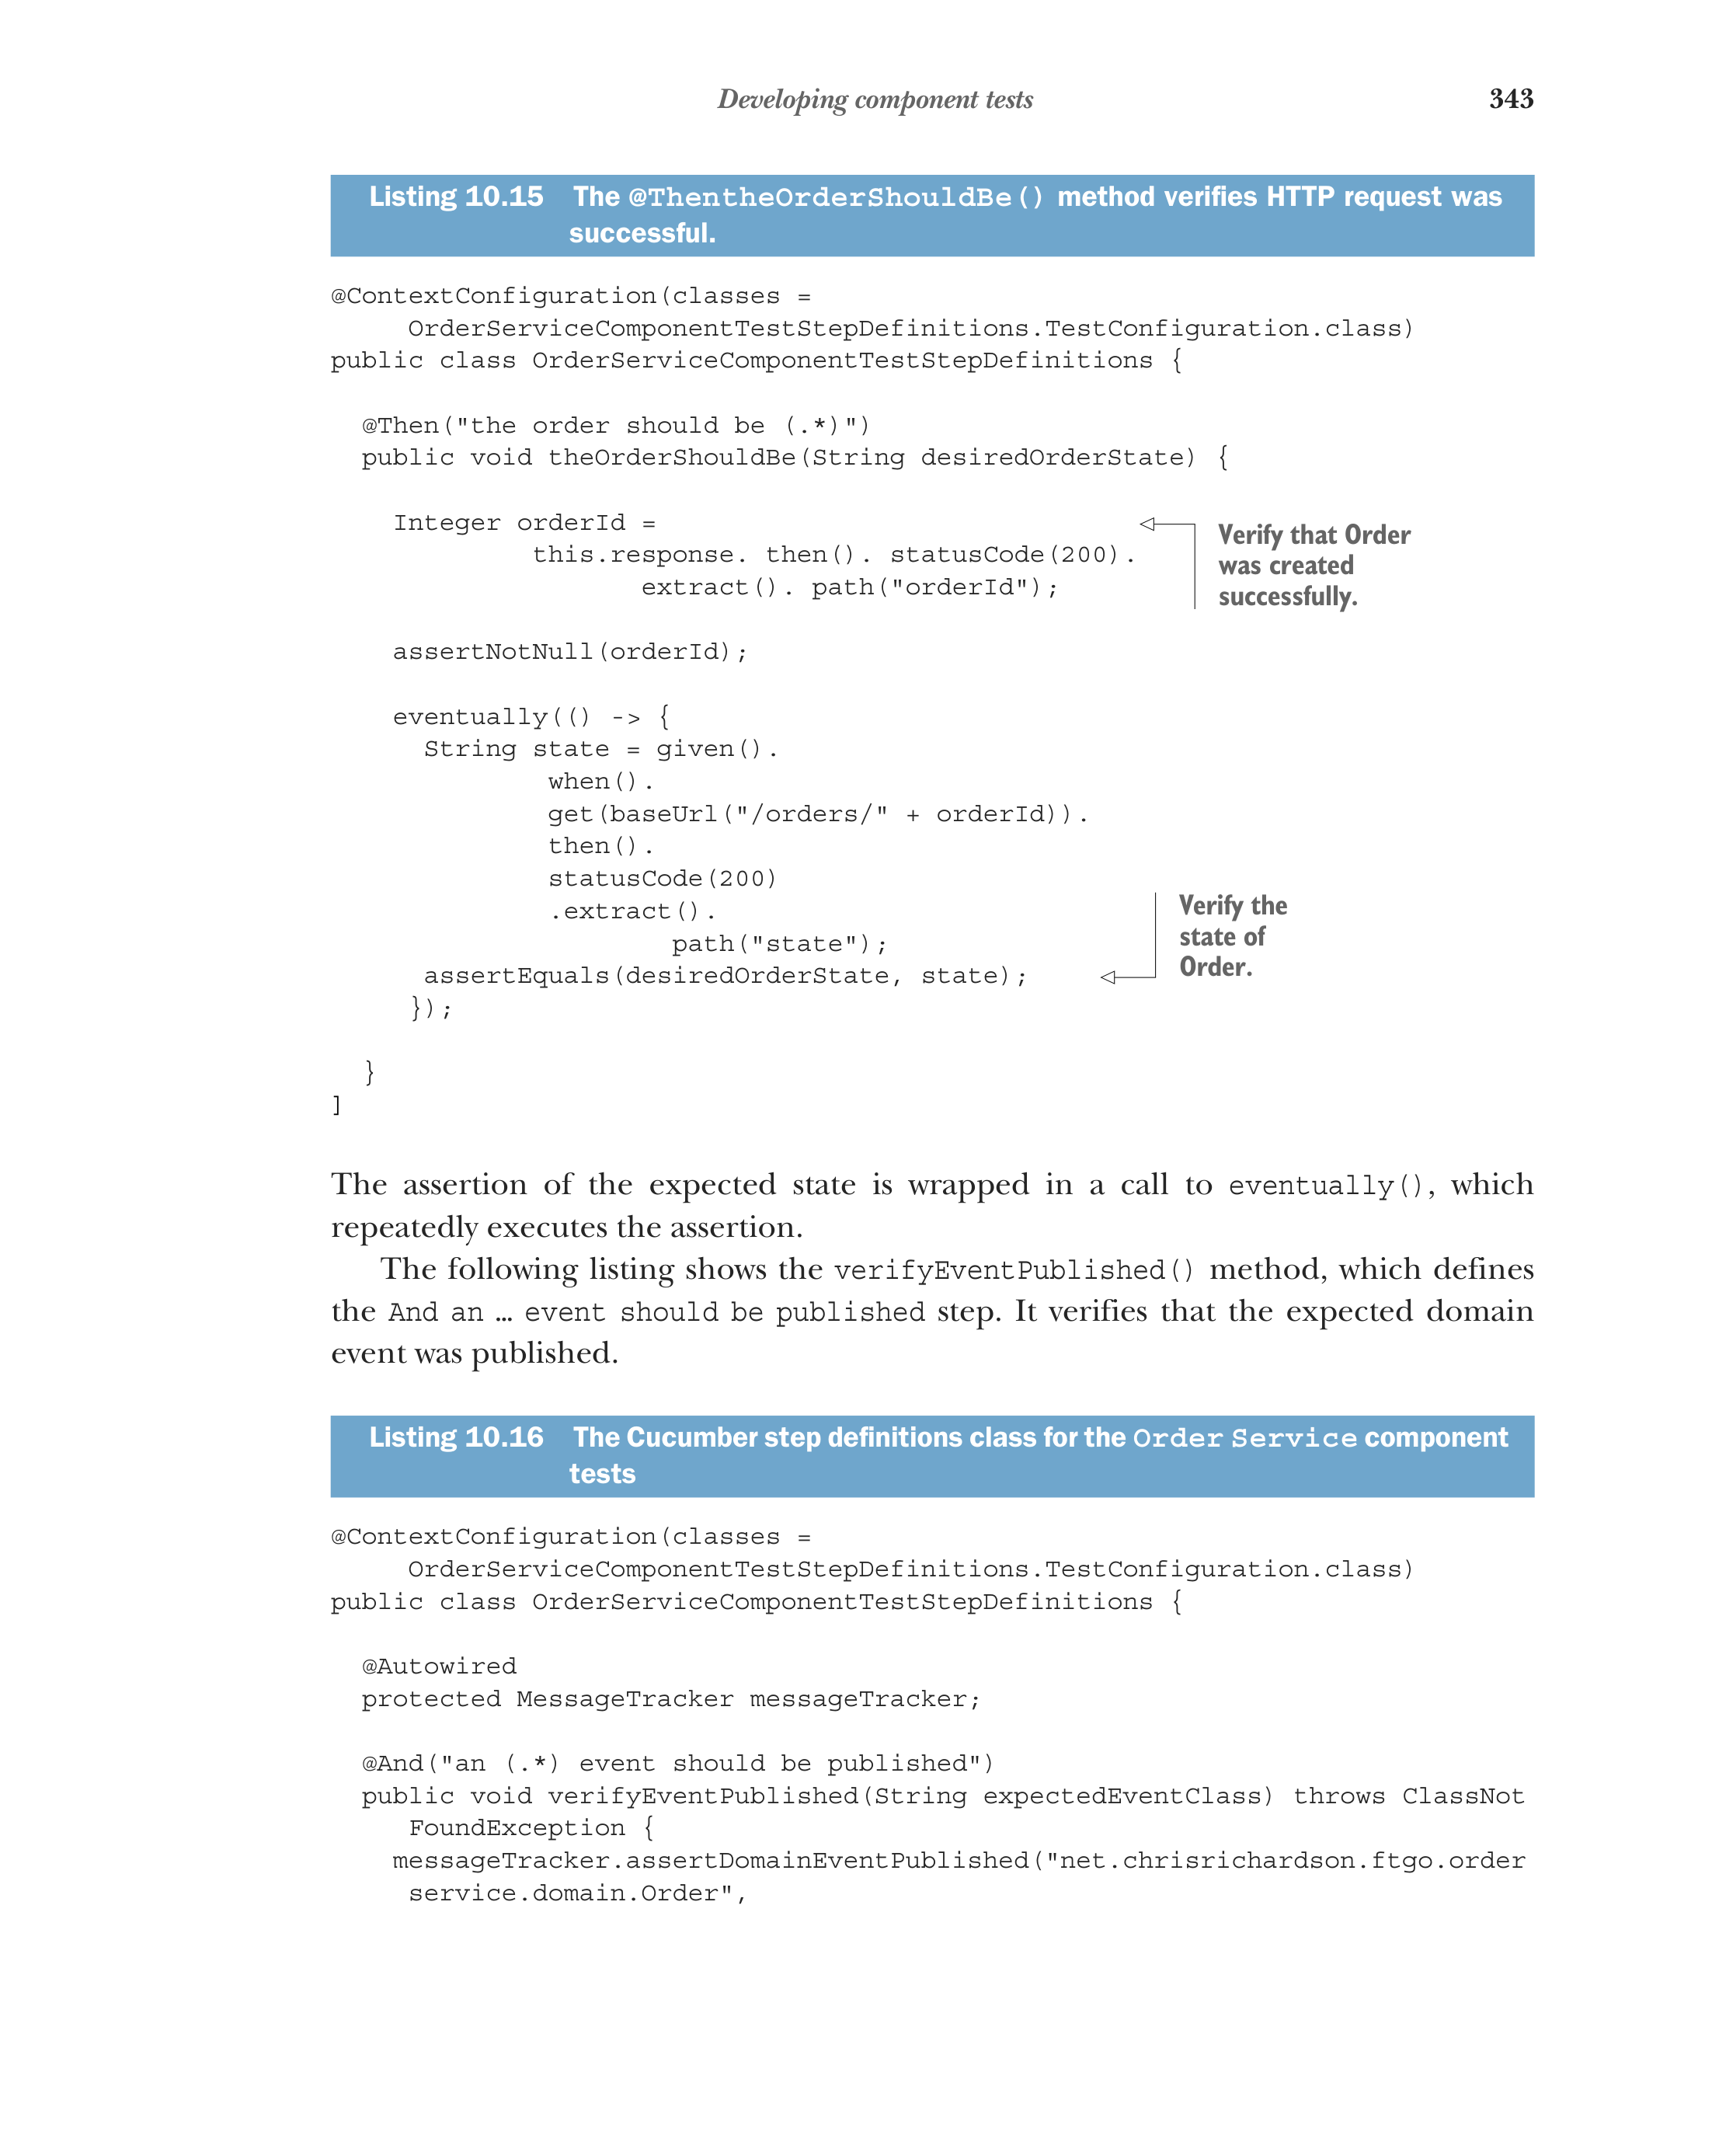 Developing component tests 343
Listing 10.15 The @ThentheOrderShouldBe() method verifies HTTP request was
successful.
@ContextConfiguration(classes =
OrderServiceComponentTestStepDefinitions.TestConfiguration.class)
public class OrderServiceComponentTestStepDefinitions {
@Then("the order should be (.*)")
public void theOrderShouldBe(String desiredOrderState) {
Integer orderId =
this.response. then(). statusCode(200).
extract(). path("orderId");
Verify that Order
was created
successfully.
assertNotNull(orderId);
eventually(() -> {
String state = given().
when().
get(baseUrl("/orders/" + orderId)).
then().
statusCode(200)
.extract().
path("state");
assertEquals(desiredOrderState, state);
Verify the
state of
Order.
});
}
]
The assertion of the expected state is wrapped in a call to eventually(), which
repeatedly executes the assertion.
The following listing shows the verifyEventPublished() method, which defines
the And an … event should be published step. It verifies that the expected domain
event was published.
Listing 10.16 The Cucumber step definitions class for the Order Service component
tests
@ContextConfiguration(classes =
OrderServiceComponentTestStepDefinitions.TestConfiguration.class)
public class OrderServiceComponentTestStepDefinitions {
@Autowired
protected MessageTracker messageTracker;
@And("an (.*) event should be published")
public void verifyEventPublished(String expectedEventClass) throws ClassNot
FoundException {
messageTracker.assertDomainEventPublished("net.chrisrichardson.ftgo.order
service.domain.Order",